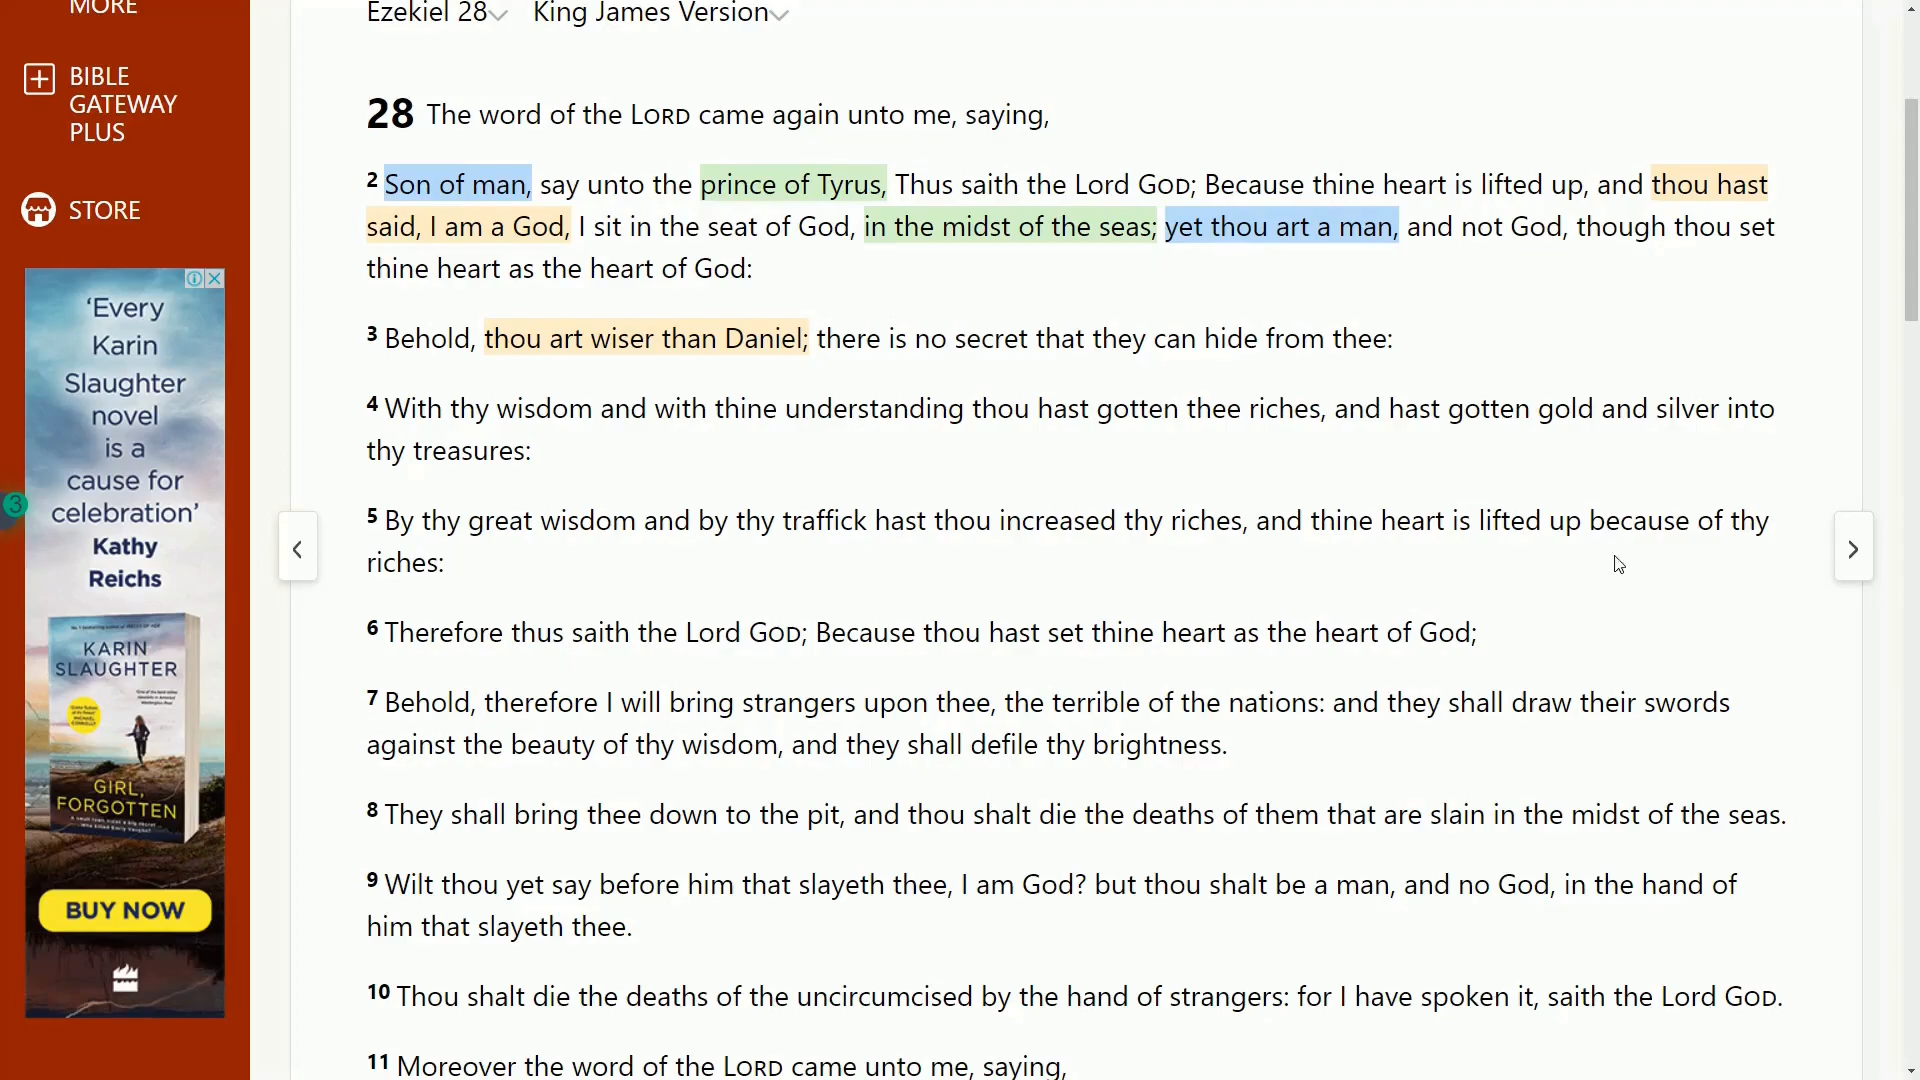 MORE
BIBLE
GATEWAY
PLUS
STORE
'Every
Karin
Slaughter
novel
is a
cause for
celebration'
Kathy
Reichs
KARIN
SLAUGHTER
GIRL,
FORGOTTEN
BUY NOW
3
Ezekiel 28 King James Version
28 The word of the LORD came again unto me, saying,
2 Son of man, say unto the prince of Tyrus, Thus saith the Lord GOD; Because thine heart is lifted up, and thou hast
said, I am a God, I sit in the seat of God, in the midst of the seas; yet thou art a man, and not God, though thou set
thine heart as the heart of God:
3 Behold, thou art wiser than Daniel; there is no secret that they can hide from thee:
4 With thy wisdom and with thine understanding thou hast gotten thee riches, and hast gotten gold and silver into
thy treasures:
5 By thy great wisdom and by thy traffick hast thou increased thy riches, and thine heart is lifted up because of thy
riches:
6 Therefore thus saith the Lord GOD; Because thou hast set thine heart as the heart of God;
7 Behold, therefore I will bring strangers upon thee, the terrible of the nations: and they shall draw their swords
against the beauty of thy wisdom, and they shall defile thy brightness.
8 They shall bring thee down to the pit, and thou shalt die the deaths of them that are slain in the midst of the seas.
9 Wilt thou yet say before him that slayeth thee, I am God? but thou shalt be a man, and no God, in the hand of
him that slayeth thee.
10 Thou shalt die the deaths of the uncircumcised by the hand of strangers: for I have spoken it, saith the Lord GOD.
11 Moreover the word of the LORD came unto me, saying,